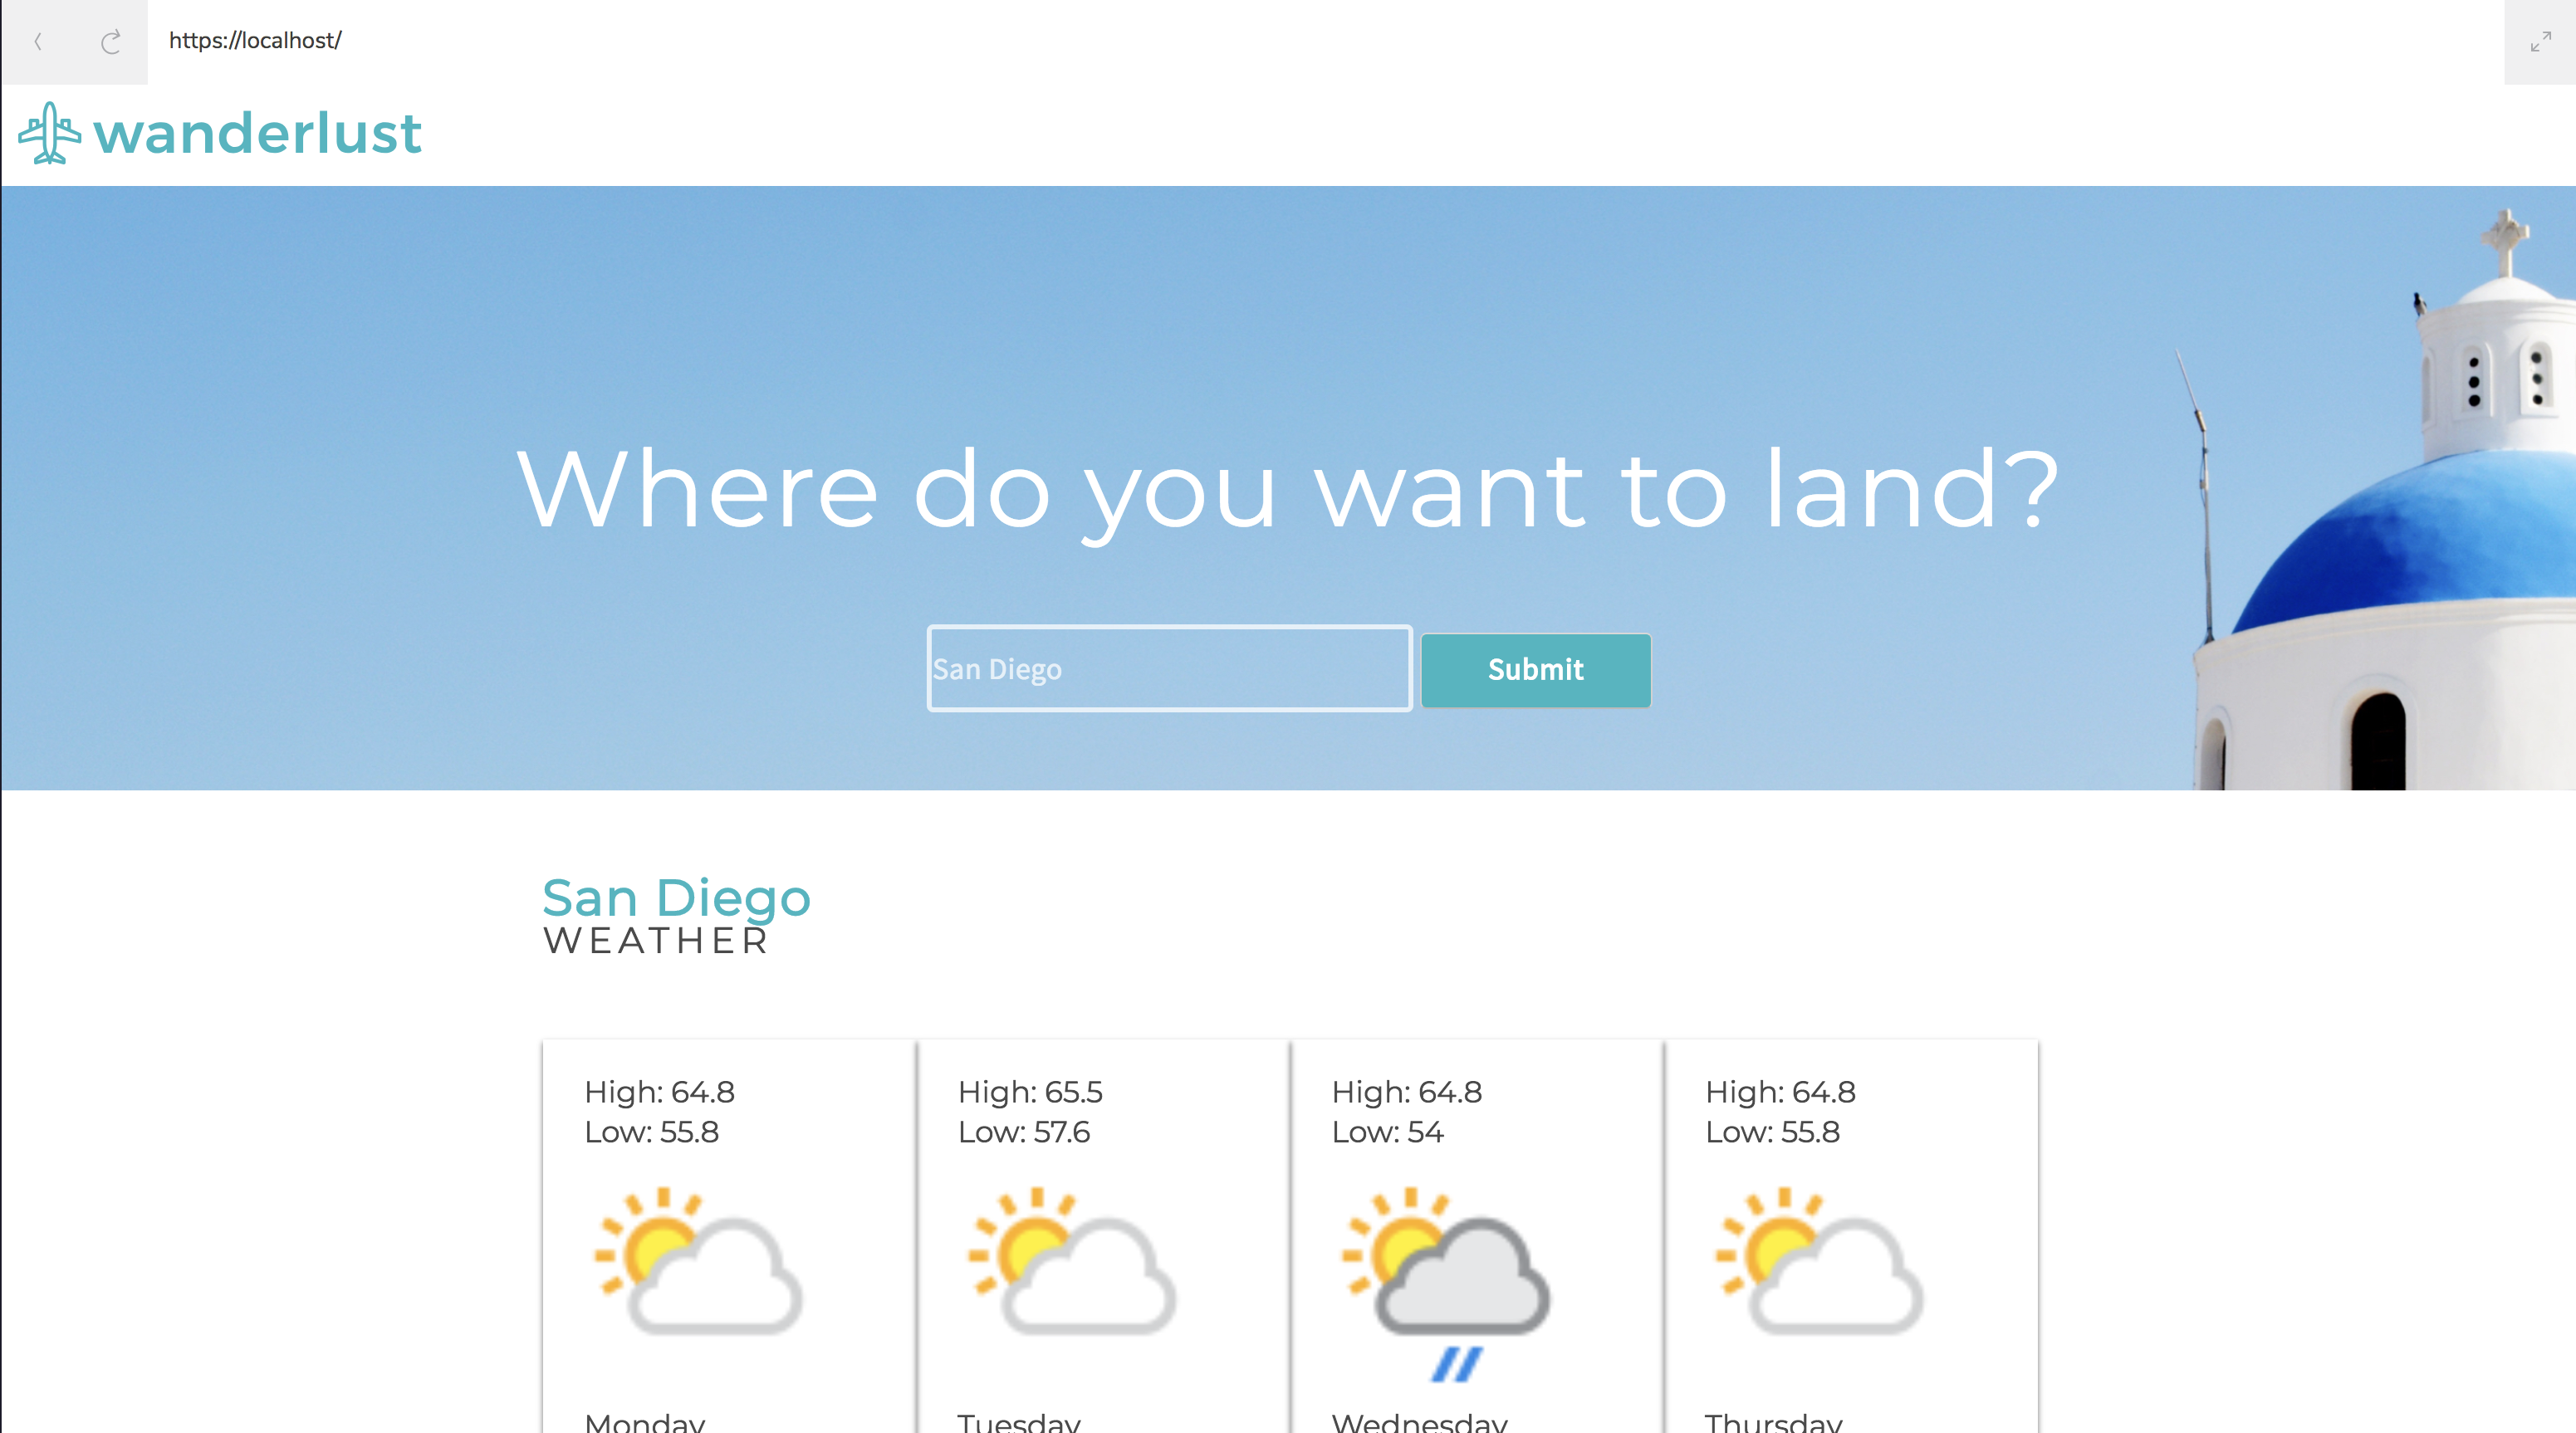 https://localhost/
wanderlust
Where do you want to land?
San Diego
Submit
San Diego
WEATHER
High: 64.8
Low: 55.8
Monday
High: 65.5
Low: 57.6
Tuesday
High: 64.8
Low: 54
Wednesday
High: 64.8
Low: 55.8
Thursday